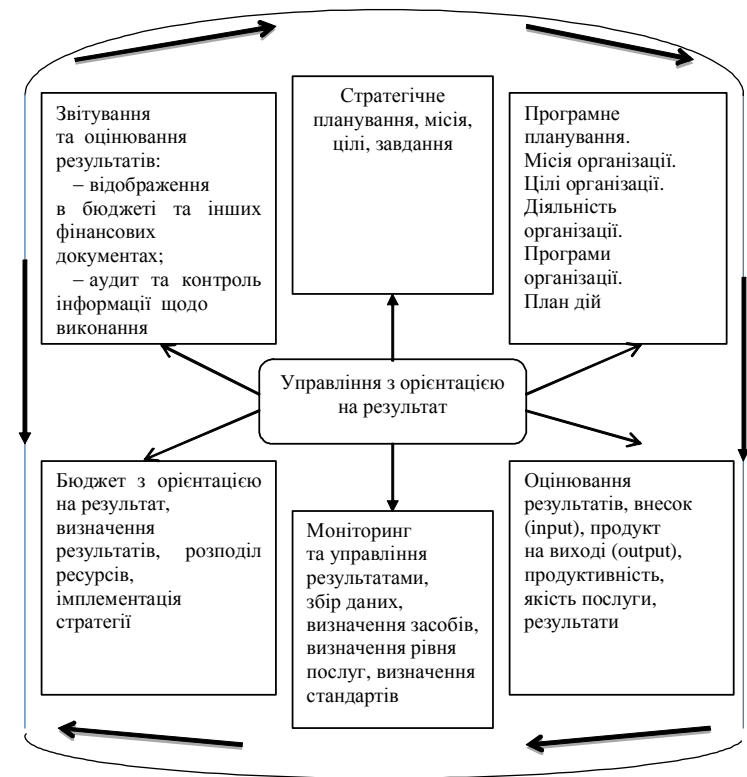 Звітування
та оцінювання
результатів:
– відображення
в бюджеті та інших
фінансових
документах;
– аудит та контроль
інформації щодо
виконання
Стратегічне
планування, місія,
цілі, завдання
Програмне
планування.
Місія організації.
Цілі організації.
Діяльність
організації.
Програми
організації.
План дій
Управління з орієнтацією
на результат
Бюджет з орієнтацією
на результат,
визначення
результатів, розподіл
ресурсів,
імплементація
стратегії
Моніторинг
та управління
результатами,
збір даних,
визначення засобів,
визначення рівня
послуг, визначення
стандартів
Оцінювання
результатів, внесок
(input), продукт
на виході (output),
продуктивність,
якість послуги,
результати